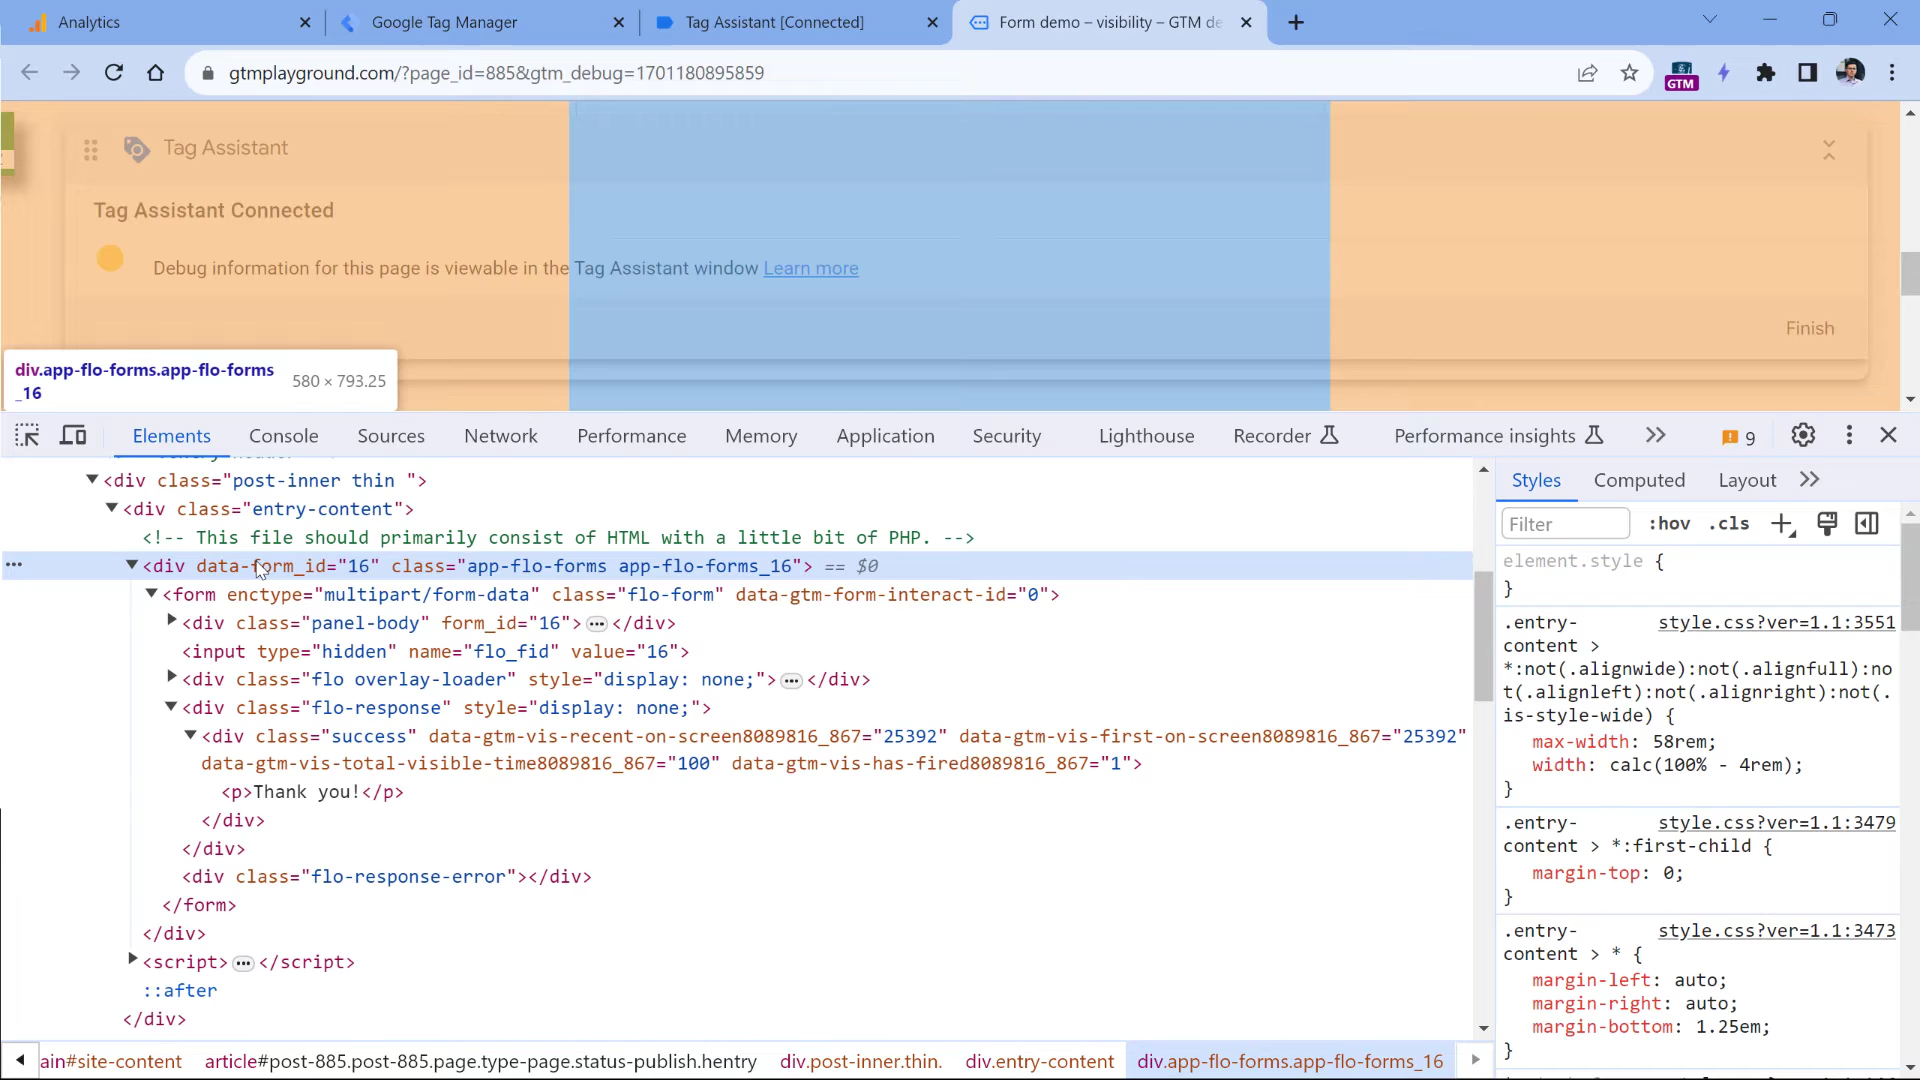 Analytics
Google Tag Manager
Tag Assistant [Connected]
Form demo – visibility – GTM de
gtmplayground.com/?page_id=885&gtm_debug=1701180895859
GTM
Tag Assistant
Tag Assistant Connected
Debug information for this page is viewable in the Tag Assistant window Learn more
Finish
div.app-flo-forms.app-flo-forms
_16
580 × 793.25
Elements Console Sources Network Performance Memory Application Security Lighthouse Recorder Performance insights 9
<div class="post-inner thin ">
<div class="entry-content">
<!-- This file should primarily consist of HTML with a little bit of PHP. -->
<div data-form_id="16" class="app-flo-forms app-flo-forms_16"> == $0
<form enctype="multipart/form-data" class="flo-form" data-gtm-form-interact-id="0">
<div class="panel-body" form_id="16"> ••• </div>
<input type="hidden" name="flo_fid" value="16">
<div class="flo overlay-loader" style="display: none;"> ••• </div>
<div class="flo-response" style="display: none;">
<div class="success" data-gtm-vis-recent-on-screen8089816_867="25392" data-gtm-vis-first-on-screen8089816_867="25392"
data-gtm-vis-total-visible-time8089816_867="100" data-gtm-vis-has-fired8089816_867="1">
<p>Thank you!</p>
</div>
</div>
<div class="flo-response-error"></div>
</form>
</div>
<script> ••• </script>
::after
</div>
ain#site-content article#post-885.post-885.page.type-page.status-publish.hentry div.post-inner.thin. div.entry-content div.app-flo-forms.app-flo-forms_16
Styles Computed Layout
Filter :hov .cls
element.style {
}
.entry- style.css?ver=1.1:3551
content >
*:not(.alignwide):not(.alignfull):no
t(.alignleft):not(.alignright):not(.
is-style-wide) {
max-width: 58rem;
width: calc(100% - 4rem);
}
.entry- style.css?ver=1.1:3479
content > *:first-child {
margin-top: 0;
}
.entry- style.css?ver=1.1:3473
content > * {
margin-left: auto;
margin-right: auto;
margin-bottom: 1.25em;
}